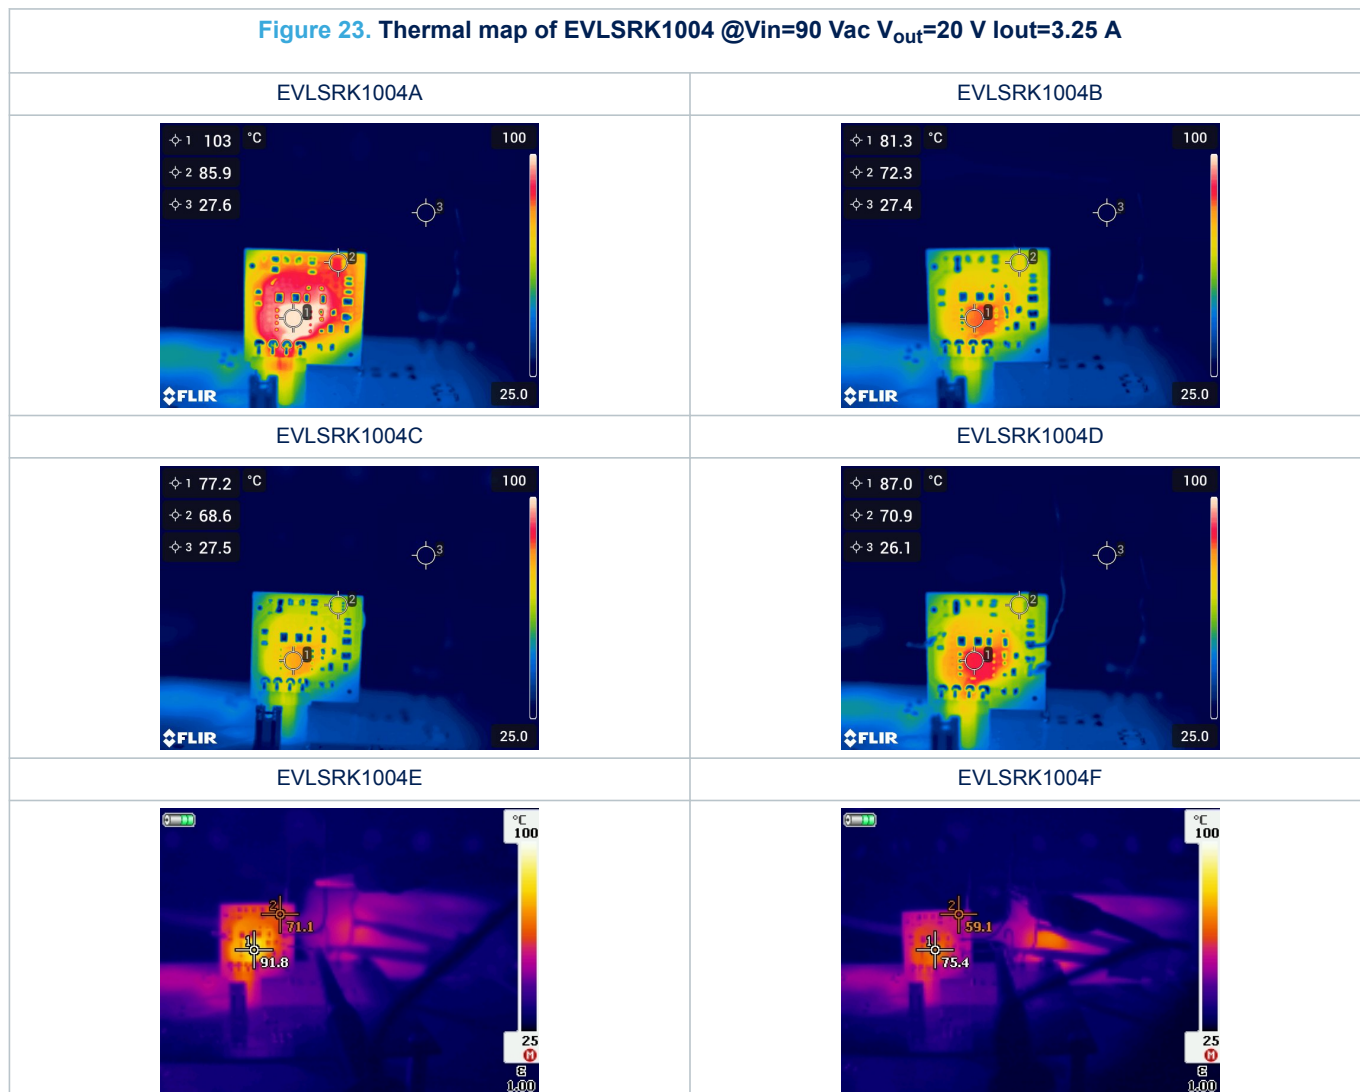 Figure 23. Thermal map of EVLSRK1004 @Vin=90 Vac Vout=20 V Iout=3.25 A
EVLSRK1004A
EVLSRK1004B
1 103 °C
100
2 85.9
3 27.6
3
2
1
FLIR
25.0
1 81.3 °C
100
2 72.3
3 27.4
3
2
1
FLIR
25.0
EVLSRK1004C
EVLSRK1004D
1 77.2 °C
100
2 68.6
3 27.5
3
2
1
FLIR
25.0
1 87.0 °C
100
2 70.9
3 26.1
3
2
1
FLIR
25.0
EVLSRK1004E
EVLSRK1004F
°C
100
2
71.1
1
91.8
25
M
ε
1.00
°C
100
2
59.1
1
75.4
25
M
ε
1.00